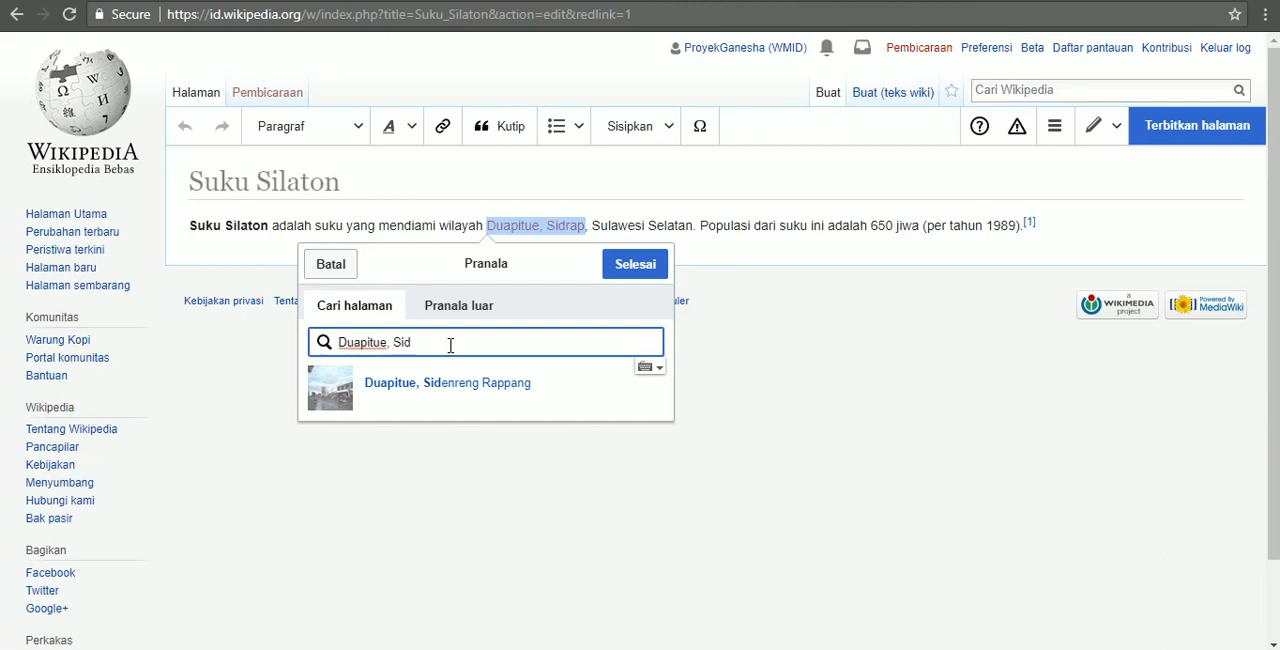 Secure https://id.wikipedia.org/w/index.php?title=Suku_Silaton&action=edit&redlink=1
ProyekGanesha (WMID) Pembicaraan Preferensi Beta Daftar pantauan Kontribusi Keluar log
Halaman Pembicaraan Buat Buat (teks wiki) Cari Wikipedia
Paragraf A Kutip Sisipkan Ω Terbitkan halaman
WIKIPEDIA
Ensiklopedia Bebas
Suku Silaton
Suku Silaton adalah suku yang mendiami wilayah Duapitue, Sidrap, Sulawesi Selatan. Populasi dari suku ini adalah 650 jiwa (per tahun 1989).[1]
Batal Pranala Selesai
Cari halaman Pranala luar
Duapitue, Sid
Duapitue, Sidenreng Rappang
Kebijakan privasi
a WIKIMEDIA project
Powered By MediaWiki
Halaman Utama
Perubahan terbaru
Peristiwa terkini
Halaman baru
Halaman sembarang
Komunitas
Warung Kopi
Portal komunitas
Bantuan
Wikipedia
Tentang Wikipedia
Pancapilar
Kebijakan
Menyumbang
Hubungi kami
Bak pasir
Bagikan
Facebook
Twitter
Google+
Perkakas